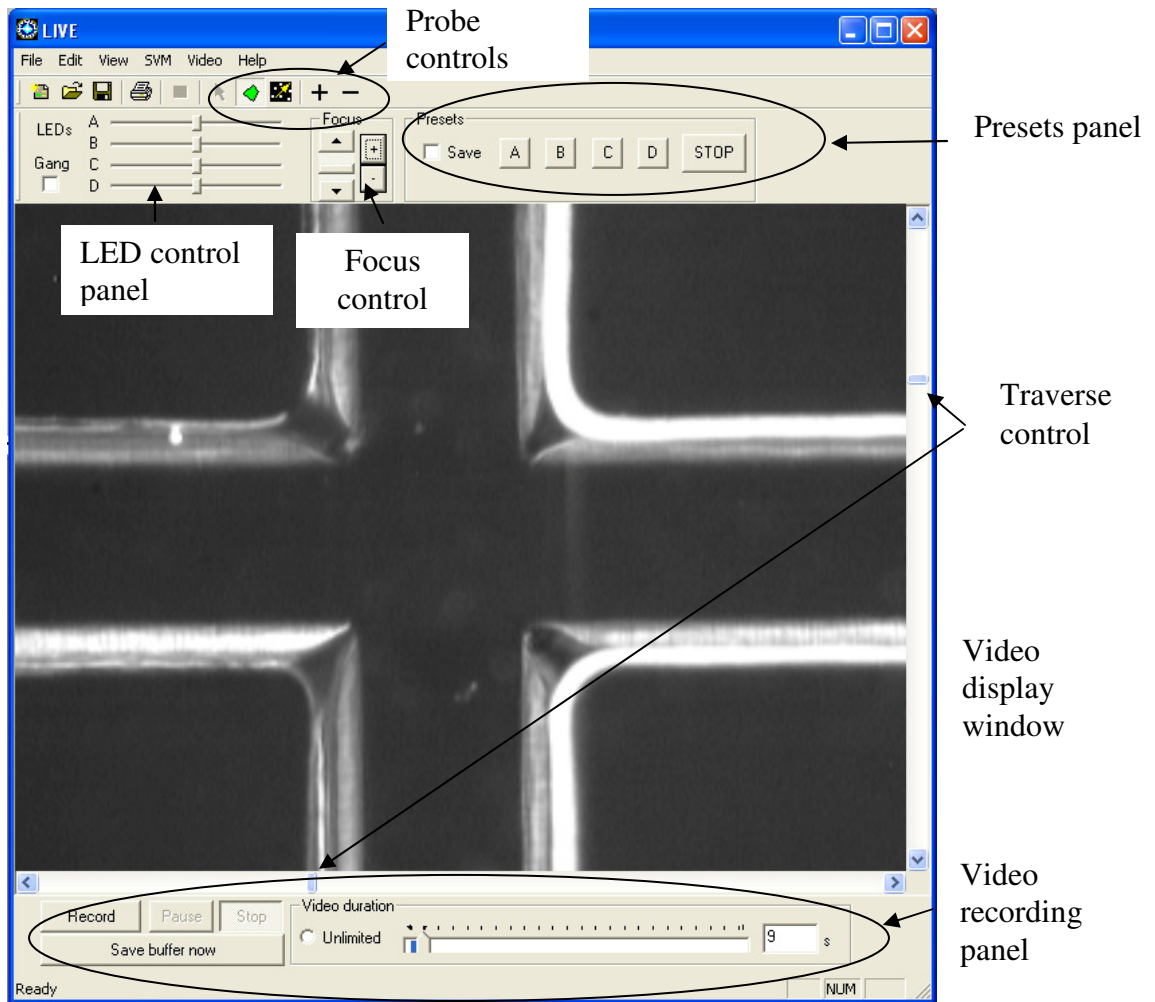 LIVE
Probe
controls
File Edit View SVM Video Help
LEDs A
B
Gang C
D
Focus
+
-
Presets
Save A B C D STOP
Presets panel
LED control
panel
Focus
control
Traverse
control
Video
display
window
Record Pause Stop
Save buffer now
Video duration
Unlimited
9 s
Video
recording
panel
Ready
NUM